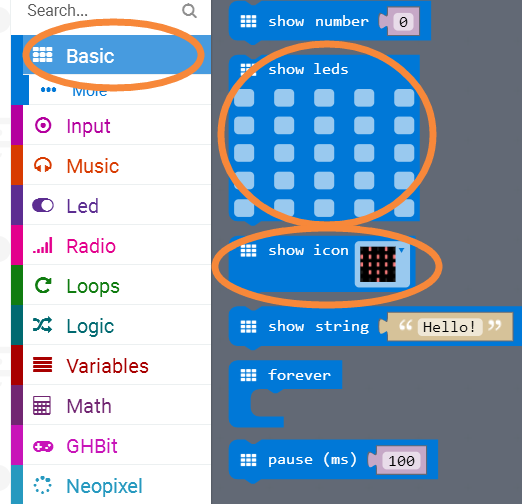 Search...
Basic
More
Input
Music
Led
Radio
Loops
Logic
Variables
Math
GHBit
Neopixel
show number 0
show leds
show icon
show string “ Hello! ”
forever
pause (ms) 100